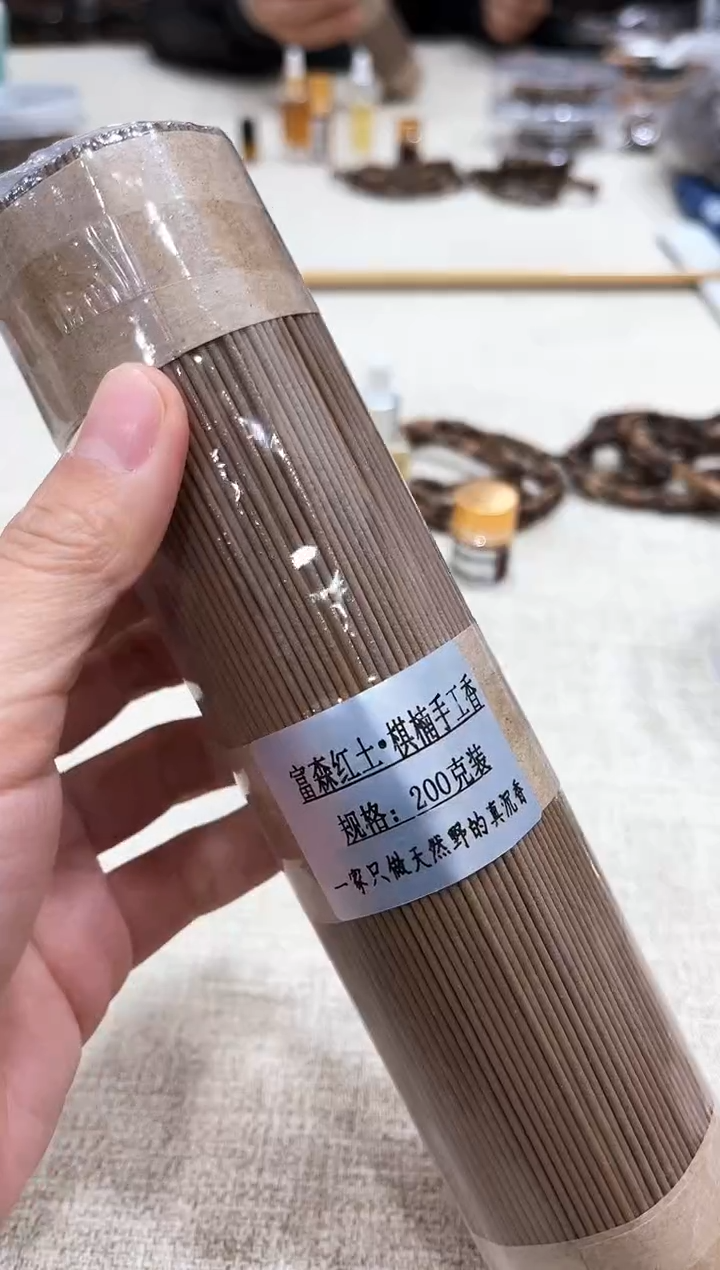 富森红土•棋楠手工香
规格：200克装
一家只做天然野的真沉香